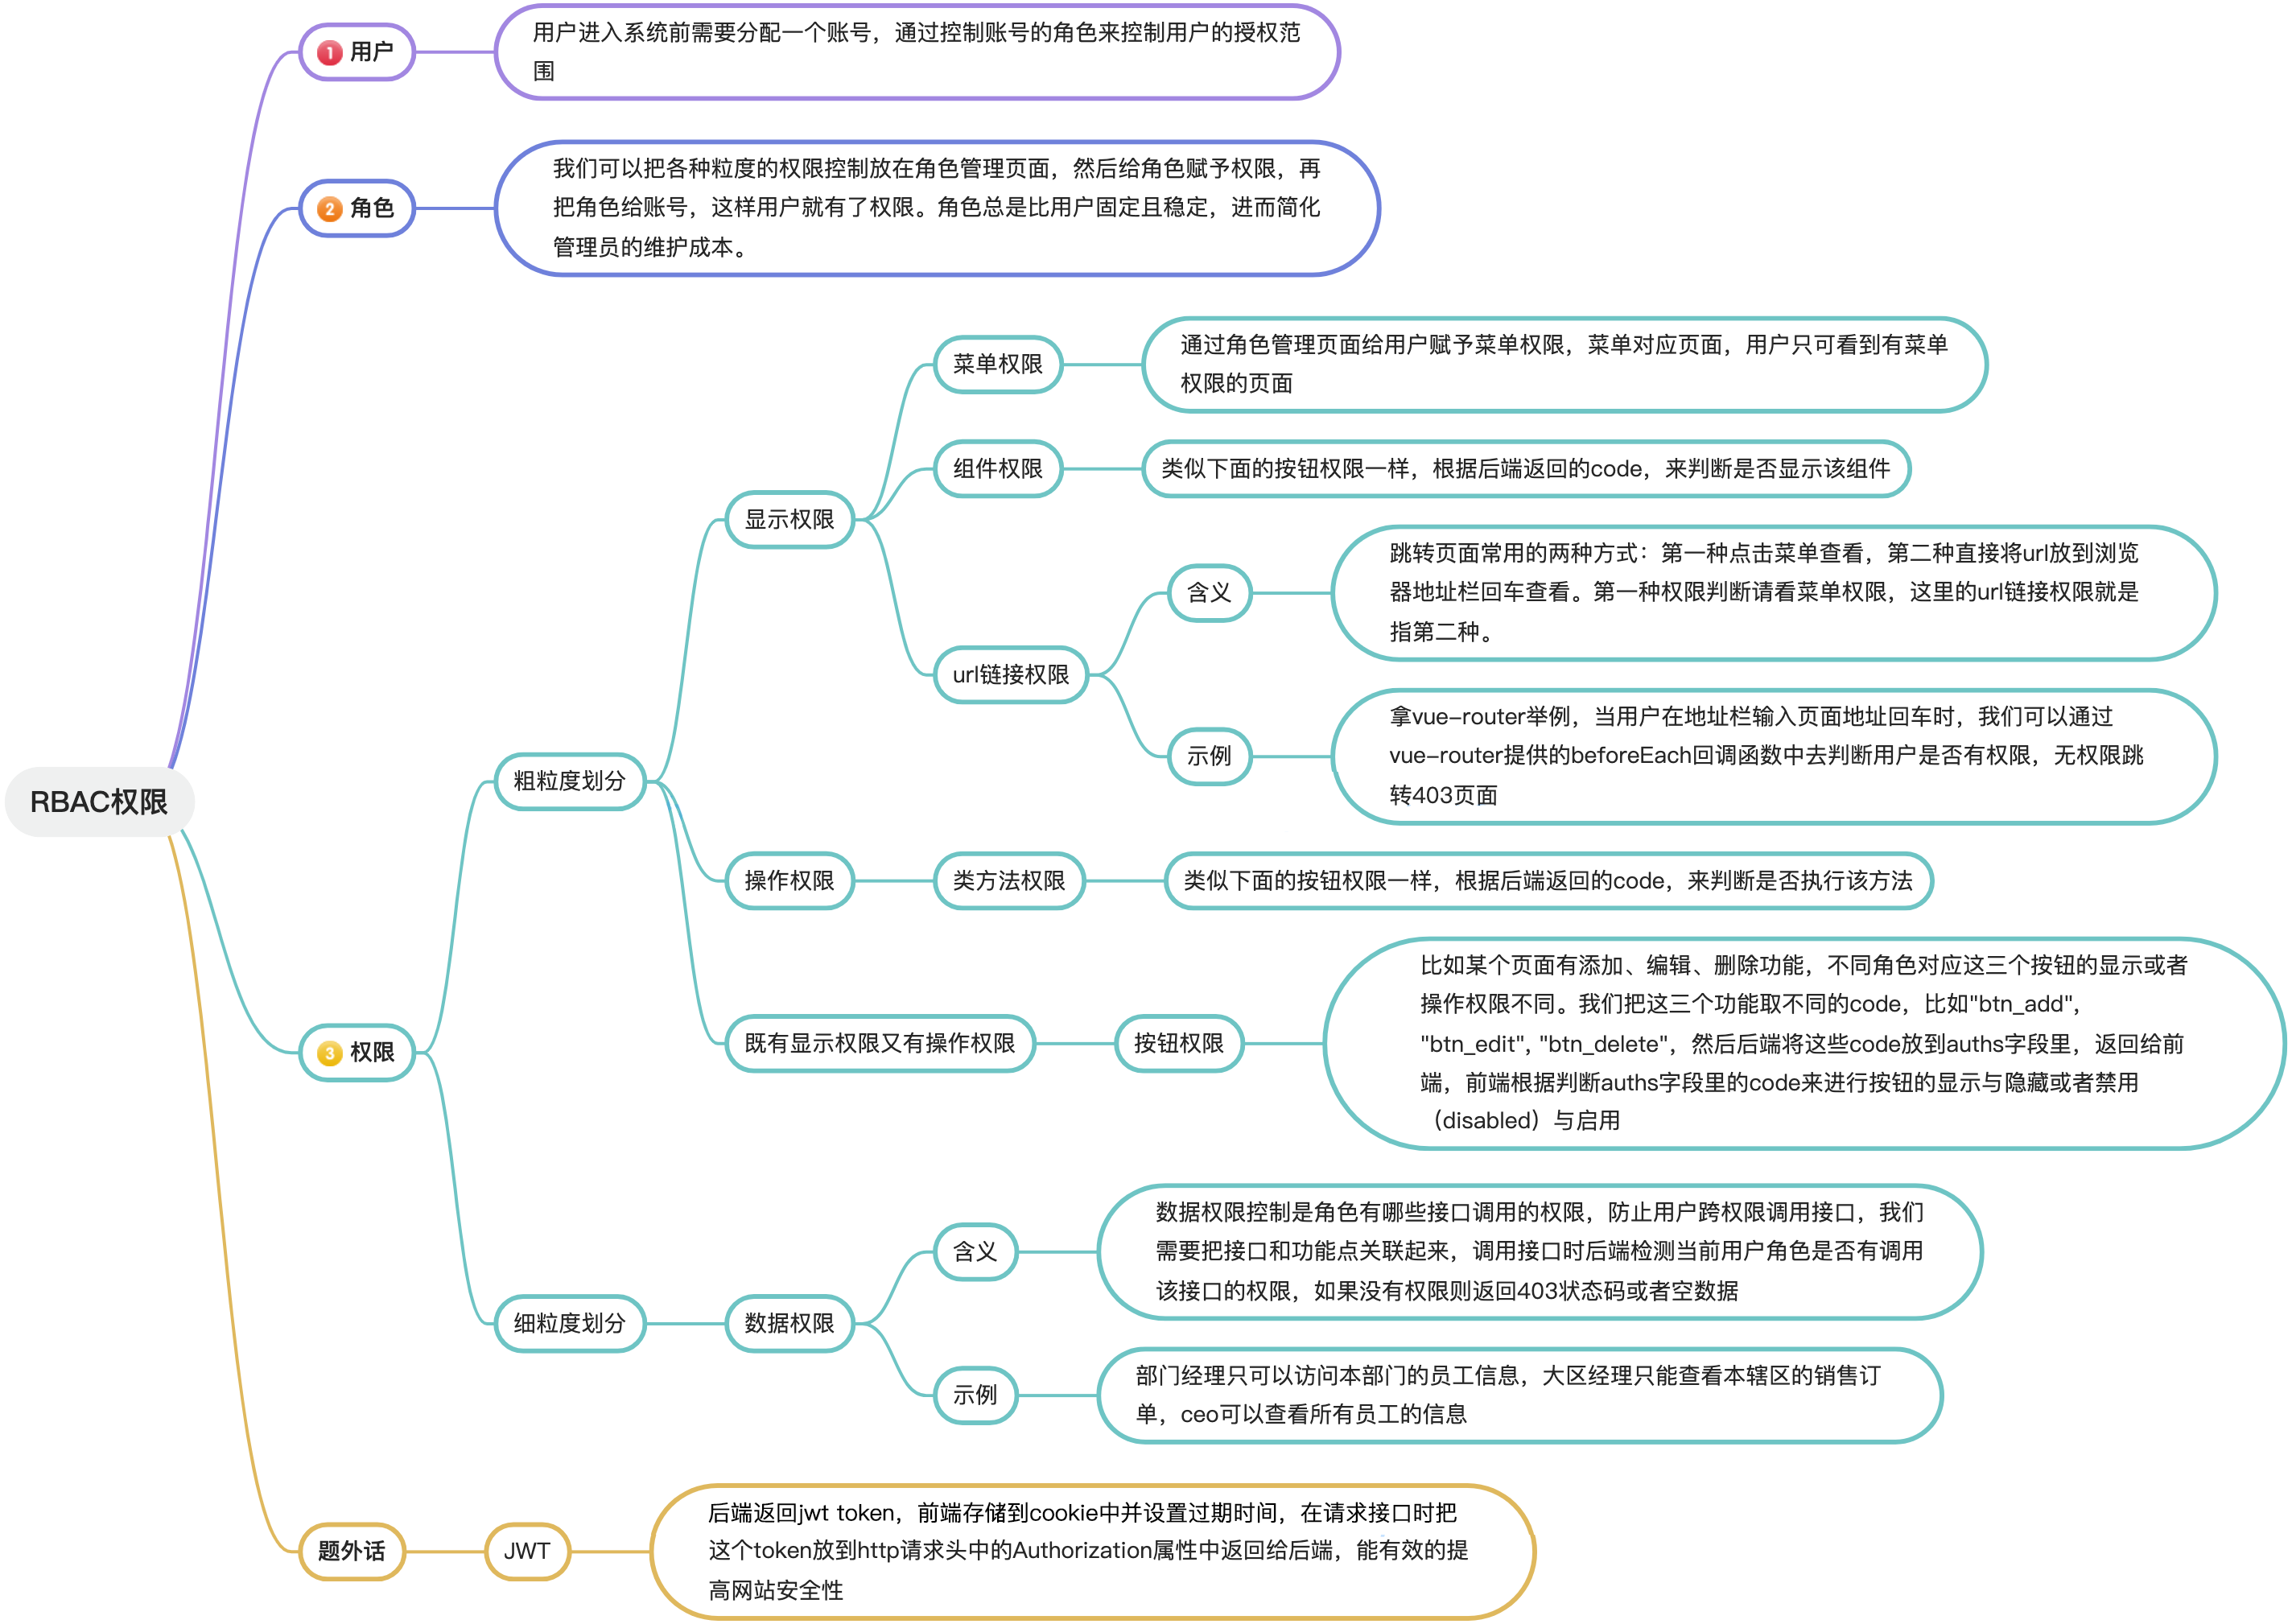 RBAC权限
1 用户
用户进入系统前需要分配一个账号，通过控制账号的角色来控制用户的授权范
围
2 角色
我们可以把各种粒度的权限控制放在角色管理页面，然后给角色赋予权限，再
把角色给账号，这样用户就有了权限。角色总是比用户固定且稳定，进而简化
管理员的维护成本。
3 权限
粗粒度划分
显示权限
菜单权限
通过角色管理页面给用户赋予菜单权限，菜单对应页面，用户只可看到有菜单
权限的页面
组件权限
类似下面的按钮权限一样，根据后端返回的code，来判断是否显示该组件
url链接权限
含义
跳转页面常用的两种方式：第一种点击菜单查看，第二种直接将url放到浏览
器地址栏回车查看。第一种权限判断请看菜单权限，这里的url链接权限就是
指第二种。
示例
拿vue-router举例，当用户在地址栏输入页面地址回车时，我们可以通过
vue-router提供的beforeEach回调函数中去判断用户是否有权限，无权限跳
转403页面
操作权限
类方法权限
类似下面的按钮权限一样，根据后端返回的code，来判断是否执行该方法
既有显示权限又有操作权限
按钮权限
比如某个页面有添加、编辑、删除功能，不同角色对应这三个按钮的显示或者
操作权限不同。我们把这三个功能取不同的code，比如"btn_add"，
"btn_edit"，"btn_delete"，然后后端将这些code放到auths字段里，返回给前
端，前端根据判断auths字段里的code来进行按钮的显示与隐藏或者禁用
（disabled）与启用
细粒度划分
数据权限
含义
数据权限控制是角色有哪些接口调用的权限，防止用户跨权限调用接口，我们
需要把接口和功能点关联起来，调用接口时后端检测当前用户角色是否有调用
该接口的权限，如果没有权限则返回403状态码或者空数据
示例
部门经理只可以访问本部门的员工信息，大区经理只能查看本辖区的销售订
单，ceo可以查看所有员工的信息
题外话
JWT
后端返回jwt token，前端存储到cookie中并设置过期时间，在请求接口时把
这个token放到http请求头中的Authorization属性中返回给后端，能有效的提
高网站安全性